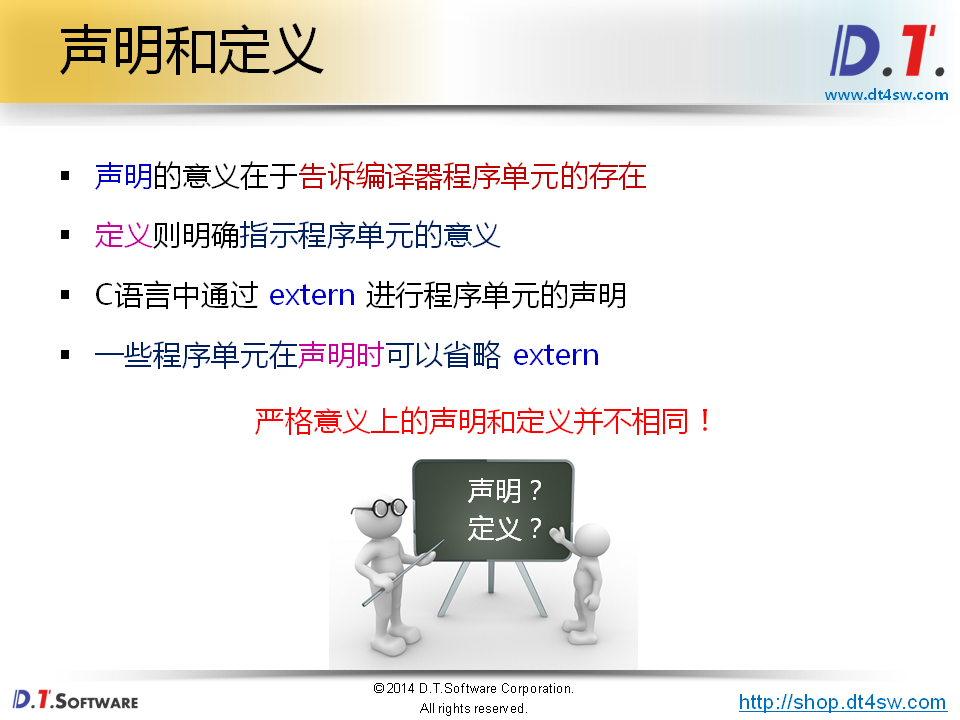 声明和定义
D.T.
www.dt4sw.com
▪ 声明的意义在于告诉编译器程序单元的存在
▪ 定义则明确指示程序单元的意义
▪ C语言中通过 extern 进行程序单元的声明
▪ 一些程序单元在声明时可以省略 extern
严格意义上的声明和定义并不相同！
声明？
定义？
D.T.SOFTWARE
©2014 D.T.Software Corporation.
All rights reserved.
http://shop.dt4sw.com